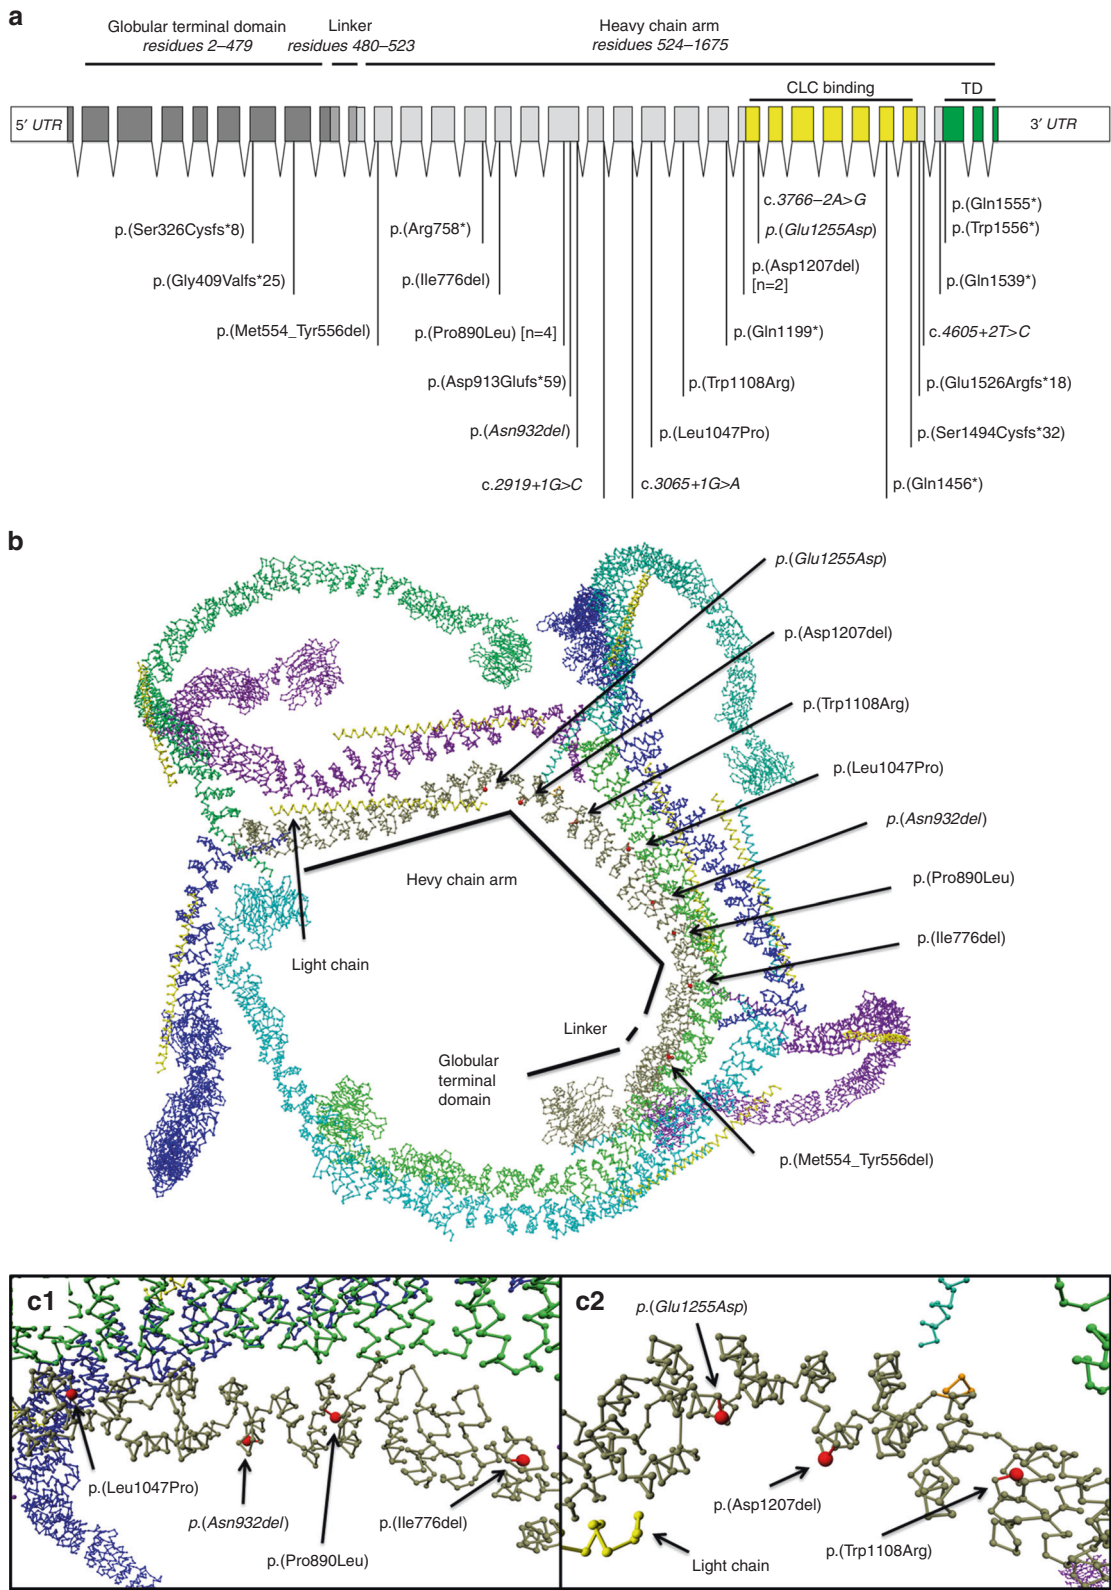 a
Globular terminal domain
residues 2–479
Linker
residues 480–523
Heavy chain arm
residues 524–1675
CLC binding
TD
5′ UTR
3′ UTR
p.(Ser326Cysfs*8)
p.(Gly409Valfs*25)
p.(Met554_Tyr556del)
p.(Arg758*)
p.(Ile776del)
p.(Pro890Leu) [n=4]
p.(Asp913Glufs*59)
p.(Asn932del)
c.2919+1G>C
c.3065+1G>A
p.(Leu1047Pro)
p.(Trp1108Arg)
p.(Gln1199*)
p.(Asp1207del)
[n=2]
c.3766–2A>G
p.(Glu1255Asp)
p.(Gln1555*)
p.(Trp1556*)
p.(Gln1539*)
c.4605+2T>C
p.(Glu1526Argfs*18)
p.(Ser1494Cysfs*32)
p.(Gln1456*)
b
p.(Glu1255Asp)
p.(Asp1207del)
p.(Trp1108Arg)
p.(Leu1047Pro)
p.(Asn932del)
p.(Pro890Leu)
p.(Ile776del)
Hevy chain arm
Light chain
Linker
Globular
terminal
domain
p.(Met554_Tyr556del)
c1
p.(Leu1047Pro)
p.(Asn932del)
p.(Pro890Leu)
p.(Ile776del)
c2
p.(Glu1255Asp)
p.(Asp1207del)
Light chain
p.(Trp1108Arg)